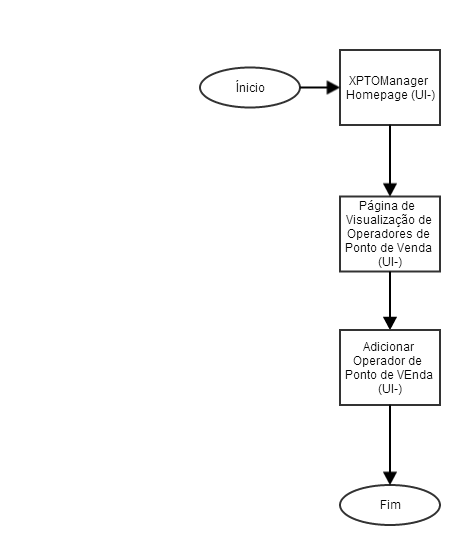 Ínicio
XPTOManager
Homepage (UI-)
Página de
Visualização de
Operadores de
Ponto de Venda
(UI-)
Adicionar
Operador de
Ponto de VEnda
(UI-)
Fim